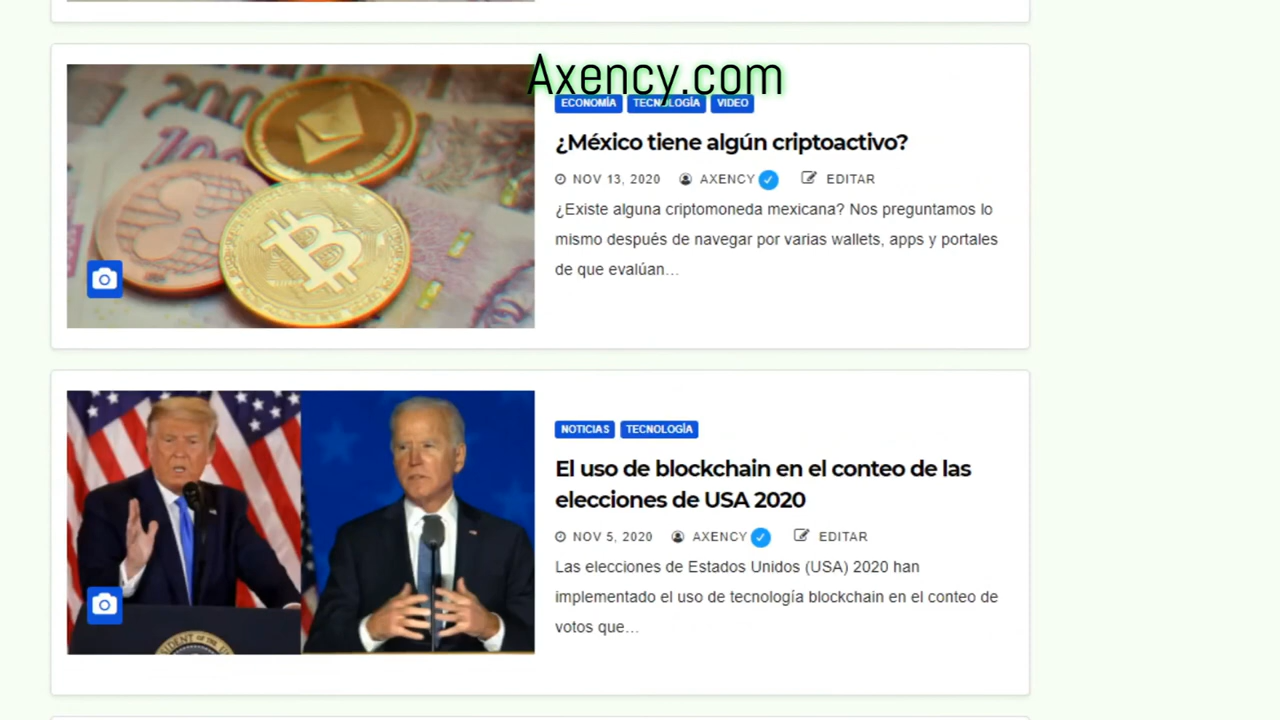 Axency.com
ECONOMÍA TECNOLOGÍA VIDEO
¿México tiene algún criptoactivo?
NOV 13, 2020 AXENCY EDITAR
¿Existe alguna criptomoneda mexicana? Nos preguntamos lo
mismo después de navegar por varias wallets, apps y portales
de que evalúan...
NOTICIAS TECNOLOGÍA
El uso de blockchain en el conteo de las
elecciones de USA 2020
NOV 5, 2020 AXENCY EDITAR
Las elecciones de Estados Unidos (USA) 2020 han
implementado el uso de tecnología blockchain en el conteo de
votos que...